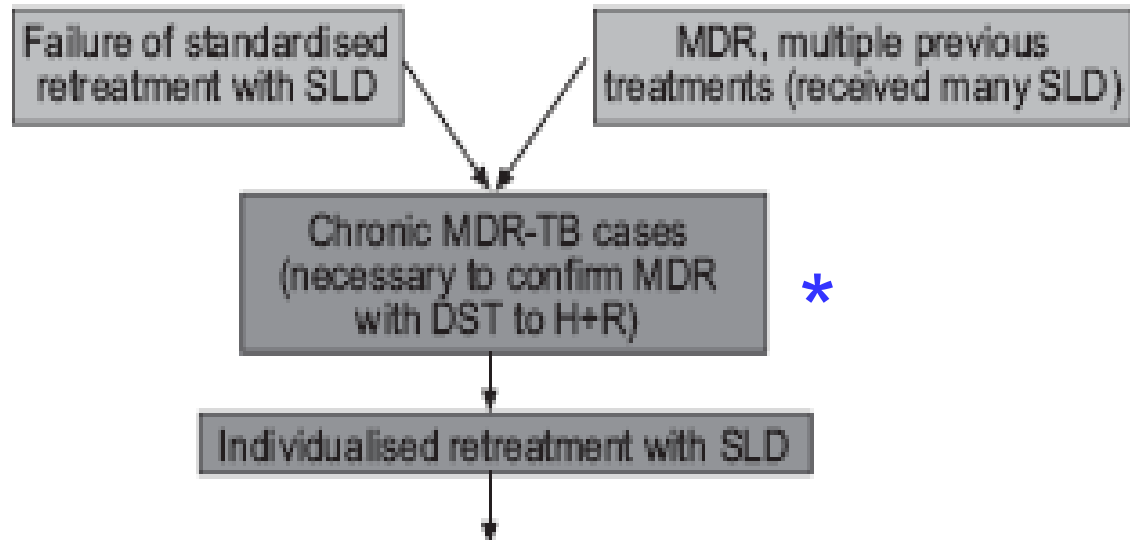 Failure of standardised
retreatment with SLD
MDR, multiple previous
treatments (received many SLD)
Chronic MDR-TB cases
(necessary to confirm MDR
with DST to H+R)
*
Individualised retreatment with SLD